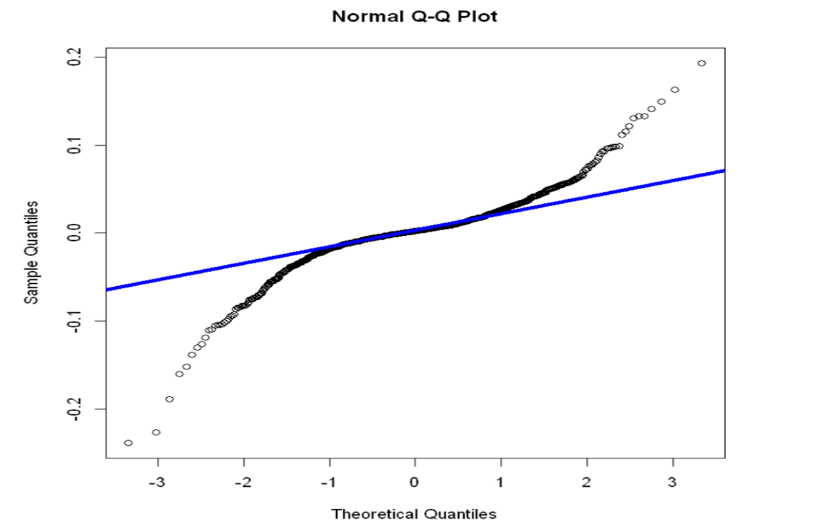 Normal Q-Q Plot
0.2
0.1
0.0
-0.1
-0.2
Sample Quantiles
-3 -2 -1 0 1 2 3
Theoretical Quantiles